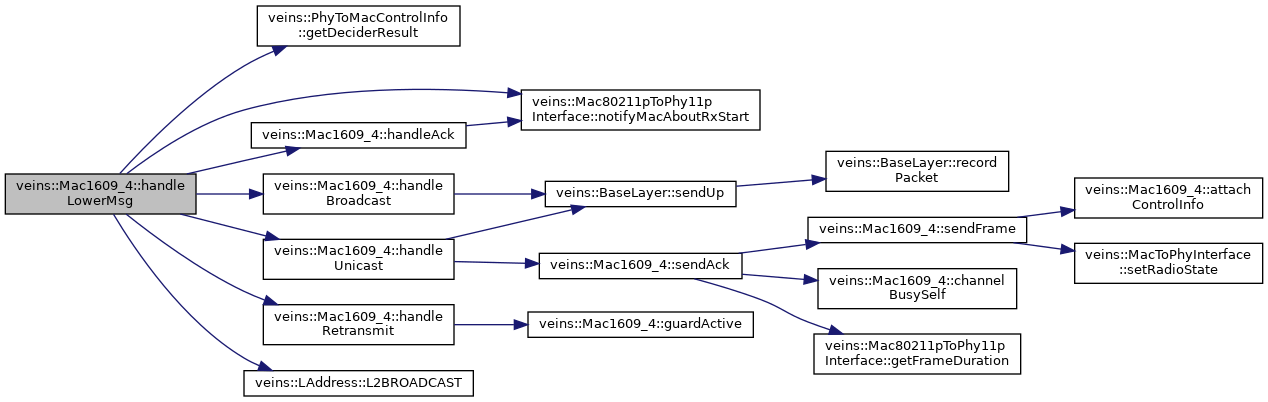 veins::Mac1609_4::handle
LowerMsg
veins::PhyToMacControlInfo
::getDeciderResult
veins::Mac80211pToPhy11p
Interface::notifyMacAboutRxStart
veins::Mac1609_4::handleAck
veins::Mac1609_4::handle
Broadcast
veins::Mac1609_4::handle
Unicast
veins::Mac1609_4::handle
Retransmit
veins::LAddress::L2BROADCAST
veins::BaseLayer::sendUp
veins::Mac1609_4::sendAck
veins::Mac1609_4::guardActive
veins::BaseLayer::record
Packet
veins::Mac1609_4::sendFrame
veins::Mac1609_4::channel
BusySelf
veins::Mac80211pToPhy11p
Interface::getFrameDuration
veins::Mac1609_4::attach
ControlInfo
veins::MacToPhyInterface
::setRadioState